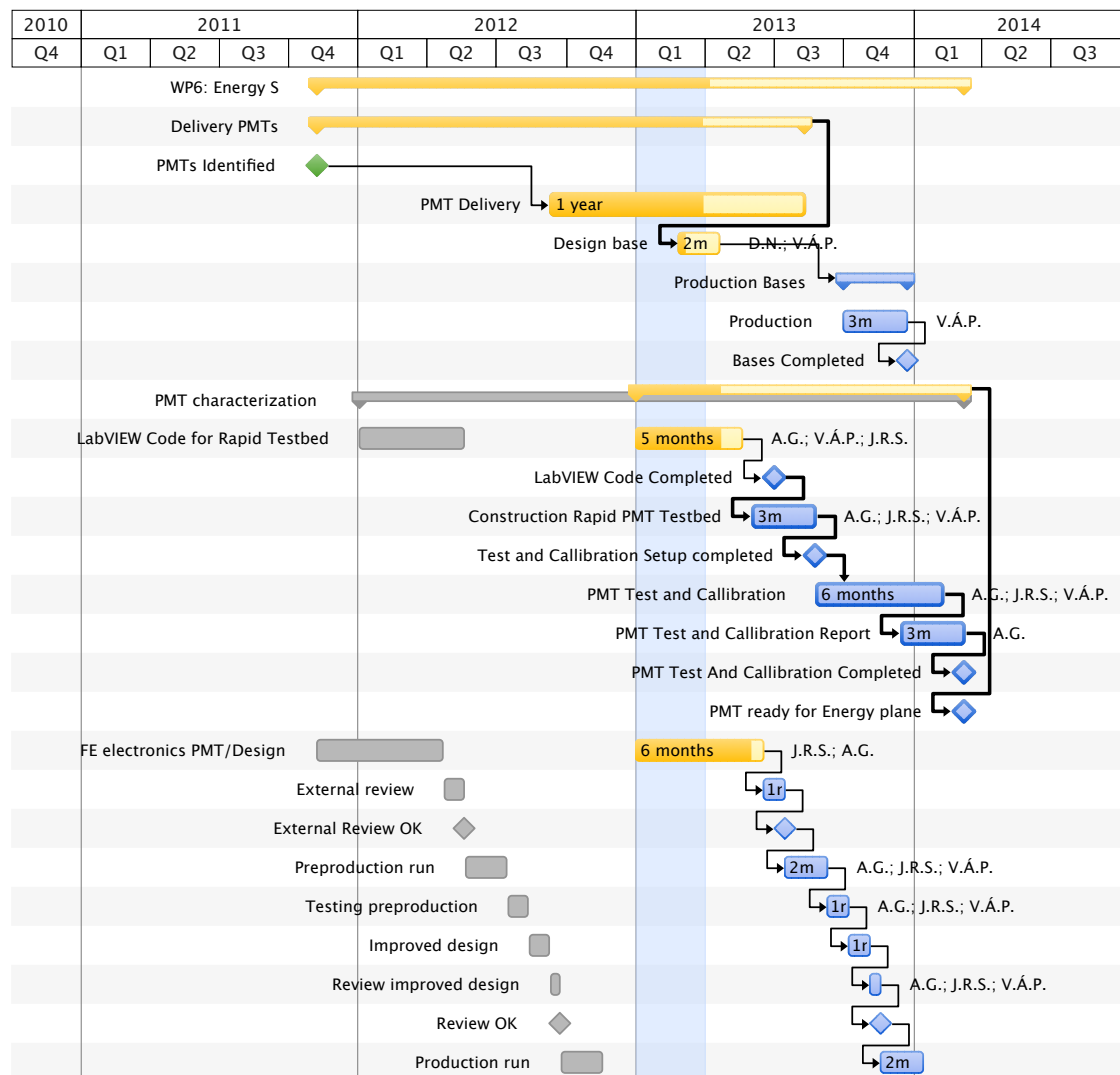 2010 2011 2012 2013 2014
Q4 Q1 Q2 Q3 Q4 Q1 Q2 Q3 Q4 Q1 Q2 Q3 Q4 Q1 Q2 Q3
WP6: Energy S
Delivery PMTs
PMTs Identified
PMT Delivery 1 year
Design base 2m D.N.; V.Á.P.
Production Bases
Production 3m V.Á.P.
Bases Completed
PMT characterization
LabVIEW Code for Rapid Testbed 5 months A.G.; V.Á.P.; J.R.S.
LabVIEW Code Completed
Construction Rapid PMT Testbed 3m A.G.; J.R.S.; V.Á.P.
Test and Callibration Setup completed
PMT Test and Callibration 6 months A.G.; J.R.S.; V.Á.P.
PMT Test and Callibration Report 3m A.G.
PMT Test And Callibration Completed
PMT ready for Energy plane
FE electronics PMT/Design 6 months J.R.S.; A.G.
External review 1r
External Review OK
Preproduction run 2m A.G.; J.R.S.; V.Á.P.
Testing preproduction 1r A.G.; J.R.S.; V.Á.P.
Improved design 1r
Review improved design A.G.; J.R.S.; V.Á.P.
Review OK
Production run 2m